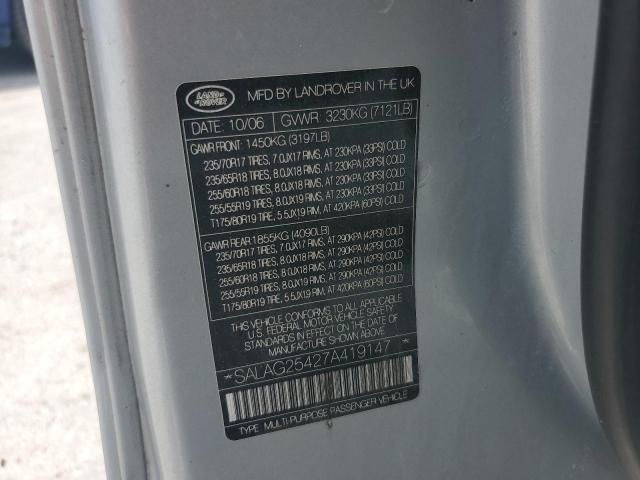 LAND ROVER
MFD BY LANDROVER IN THE UK
DATE: 10/06 GVWR: 3230KG (7121LB)
GAWR FRONT: 1450KG (3197LB)
235/70R17 TIRES, 7.0JX17 RIMS, AT 230KPA (33PSI) COLD
235/65R18 TIRES, 8.0JX18 RIMS, AT 230KPA (33PSI) COLD
255/60R18 TIRES, 8.0JX18 RIMS, AT 230KPA (33PSI) COLD
255/55R19 TIRES, 8.0JX19 RIMS, AT 230KPA (33PSI) COLD
T175/80R19 TIRE, 5.5JX19 RIM, AT 420KPA (60PSI) COLD
GAWR REAR: 1855KG (4090LB)
235/70R17 TIRES, 7.0JX17 RIMS, AT 290KPA (42PSI) COLD
235/65R18 TIRES, 8.0JX18 RIMS, AT 290KPA (42PSI) COLD
255/60R18 TIRES, 8.0JX18 RIMS, AT 290KPA (42PSI) COLD
255/55R19 TIRES, 8.0JX19 RIMS, AT 290KPA (42PSI) COLD
T175/80R19 TIRE, 5.5JX19 RIM, AT 420KPA (60PSI) COLD
THIS VEHICLE CONFORMS TO ALL APPLICABLE
U.S. FEDERAL MOTOR VEHICLE SAFETY
STANDARDS IN EFFECT ON THE DATE OF
MANUFACTURE SHOWN ABOVE
*SALAG25427A419147*
TYPE: MULTI-PURPOSE PASSENGER VEHICLE